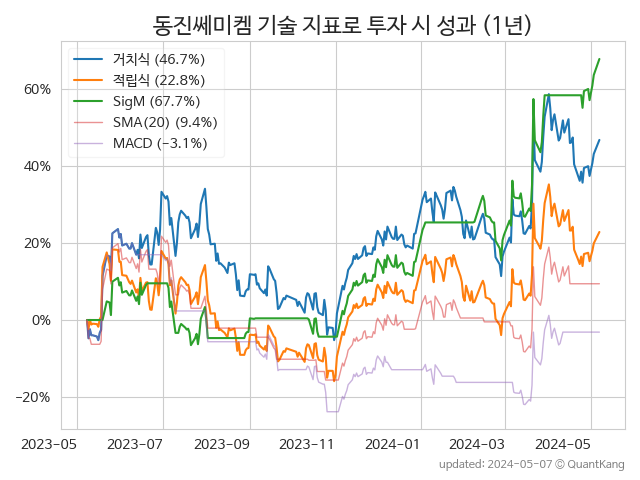 동진쎄미켐 기술 지표로 투자 시 성과 (1년)
거치식 (46.7%)
적립식 (22.8%)
SigM (67.7%)
SMA(20) (9.4%)
MACD (−3.1%)
60%
40%
20%
0%
−20%
2023−05
2023−07
2023−09
2023−11
2024−01
2024−03
2024−05
updated: 2024−05−07 © QuantKang